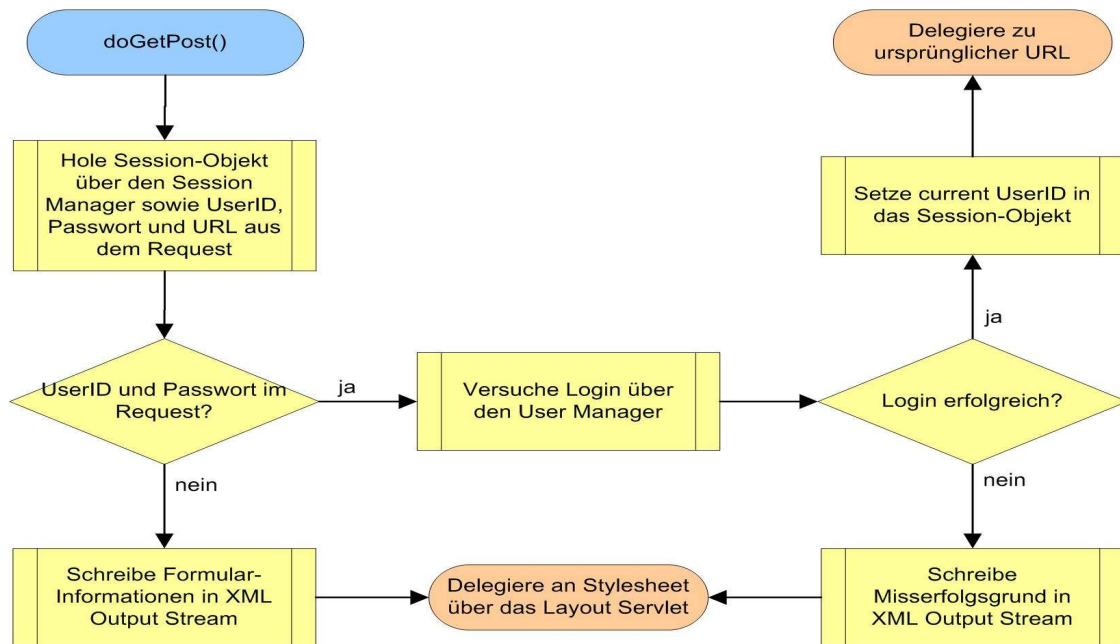 doGetPost()
Hole Session-Objekt
über den Session
Manager sowie UserID,
Passwort und URL aus
dem Request
UserID und Passwort im
Request?
ja
nein
Versuche Login über
den User Manager
Login erfolgreich?
ja
nein
Setze current UserID in
das Session-Objekt
Delegiere zu
ursprünglicher URL
Schreibe Formular-
Informationen in XML
Output Stream
Delegiere an Stylesheet
über das Layout Servlet
Schreibe
Misserfolgsgrund in
XML Output Stream